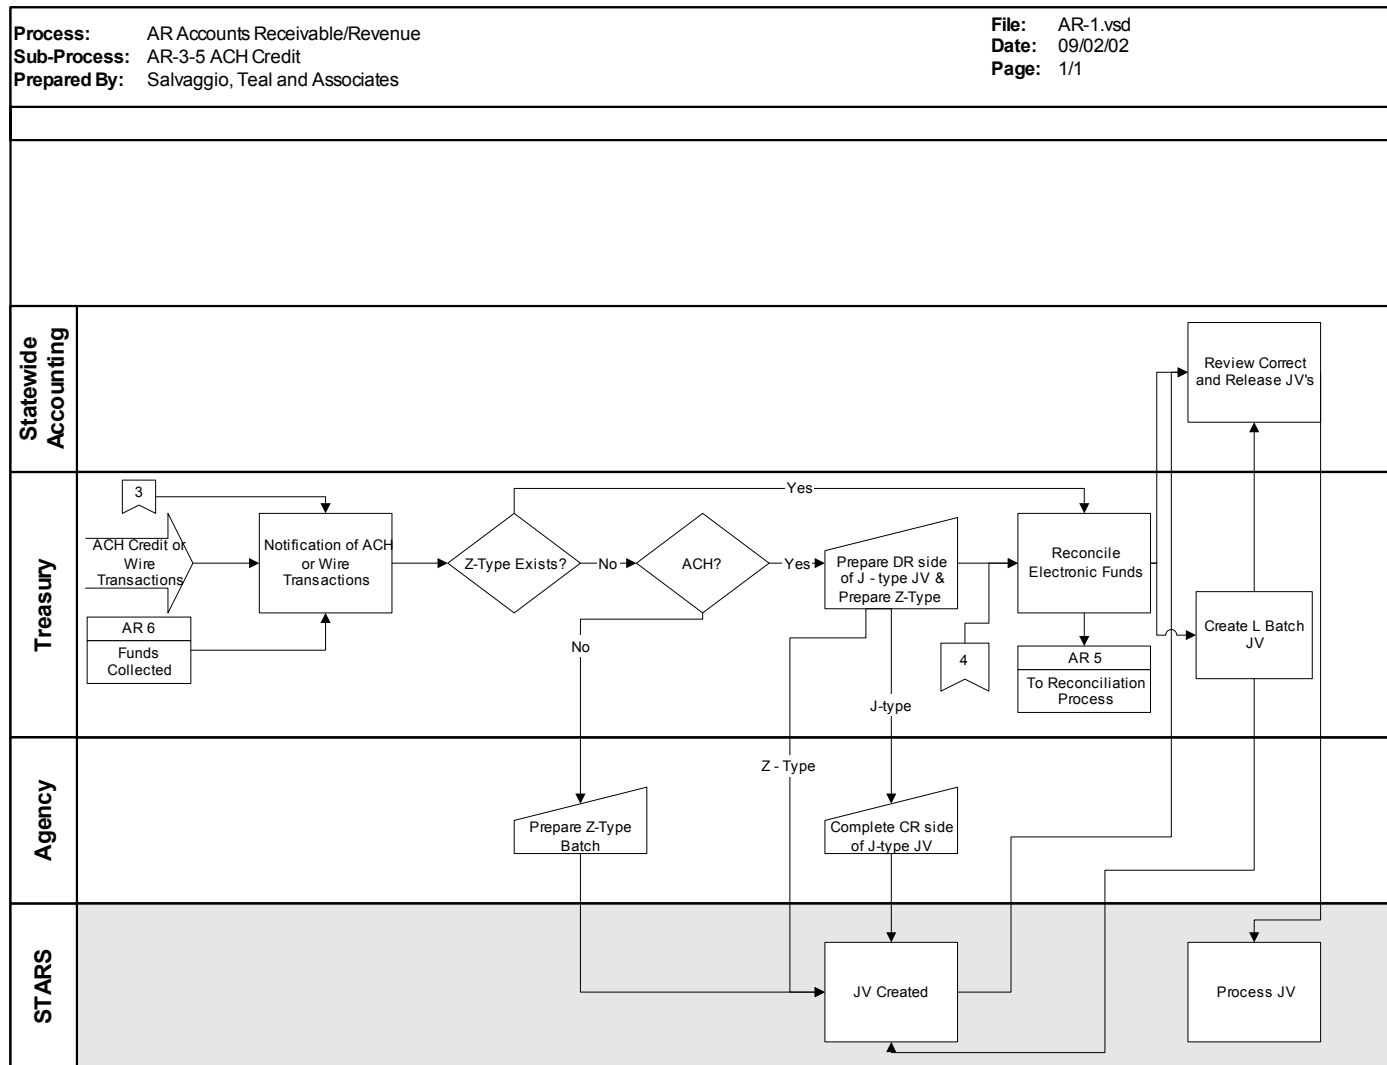 Process: AR Accounts Receivable/Revenue
Sub-Process: AR-3-5 ACH Credit
Prepared By: Salvaggio, Teal and Associates
File: AR-1.vsd
Date: 09/02/02
Page: 1/1
Statewide
Accounting
Review Correct
and Release JV's
Treasury
3
ACH Credit or
Wire
Transactions
AR 6
Funds
Collected
Notification of ACH
or Wire
Transactions
Z-Type Exists?
Yes
No
ACH?
Yes
No
Prepare DR side
of J - type JV &
Prepare Z-Type
4
Reconcile
Electronic Funds
AR 5
To Reconciliation
Process
Create L Batch
JV
J-type
Z - Type
Agency
Prepare Z-Type
Batch
Complete CR side
of J-type JV
STARS
JV Created
Process JV